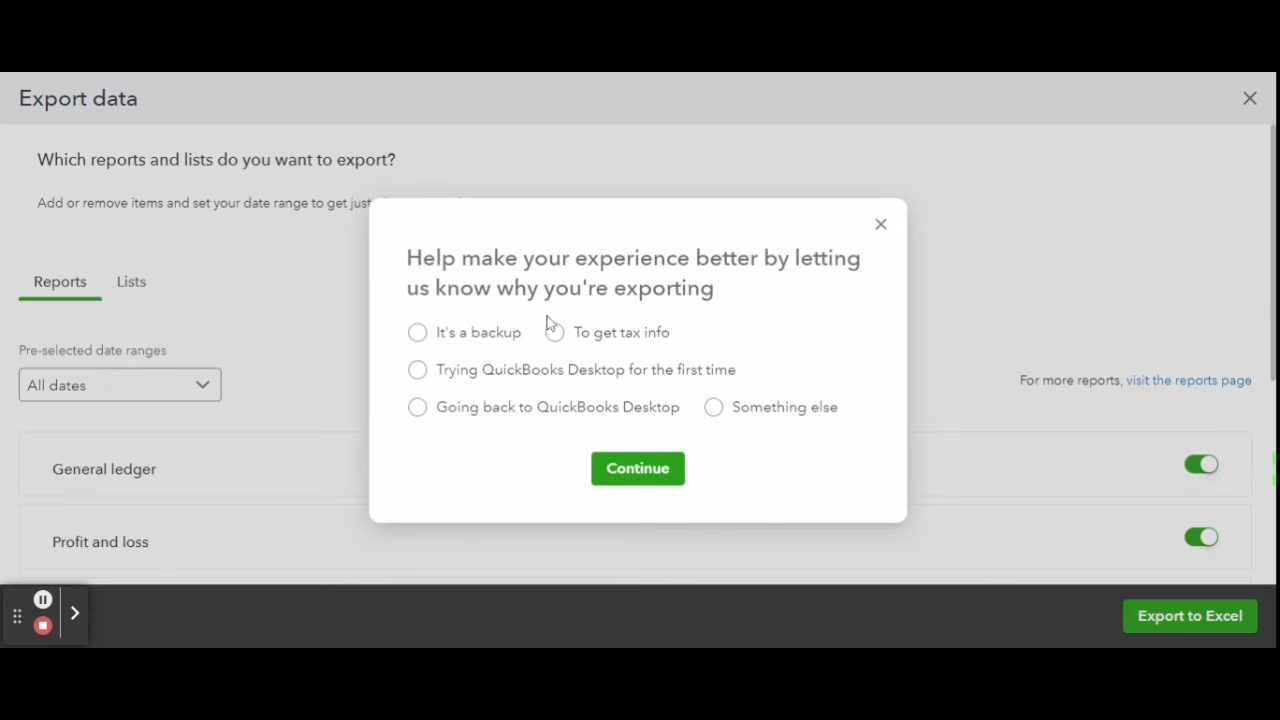 Export data
Which reports and lists do you want to export?
Add or remove items and set your date range to get just
Help make your experience better by letting
us know why you're exporting
It's a backup
To get tax info
Trying QuickBooks Desktop for the first time
Going back to QuickBooks Desktop
Something else
Continue
Reports
Lists
Pre-selected date ranges
All dates
For more reports, visit the reports page
General ledger
Profit and loss
Export to Excel